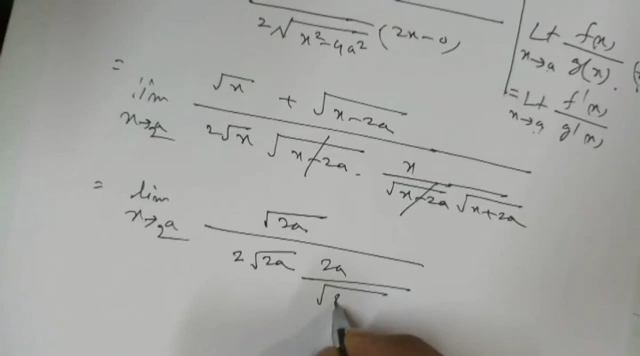 2√(x²-4a²) (2x-0)
Lt x→a f(x)/g(x)
= Lt x→a f'(x)/g'(x)
= lim x→2a (√x + √(x-2a)) / (2√x √(x-2a) · x/(√(x-2a) √(x+2a)))
= lim x→2a √2a / (2√2a 2a/√